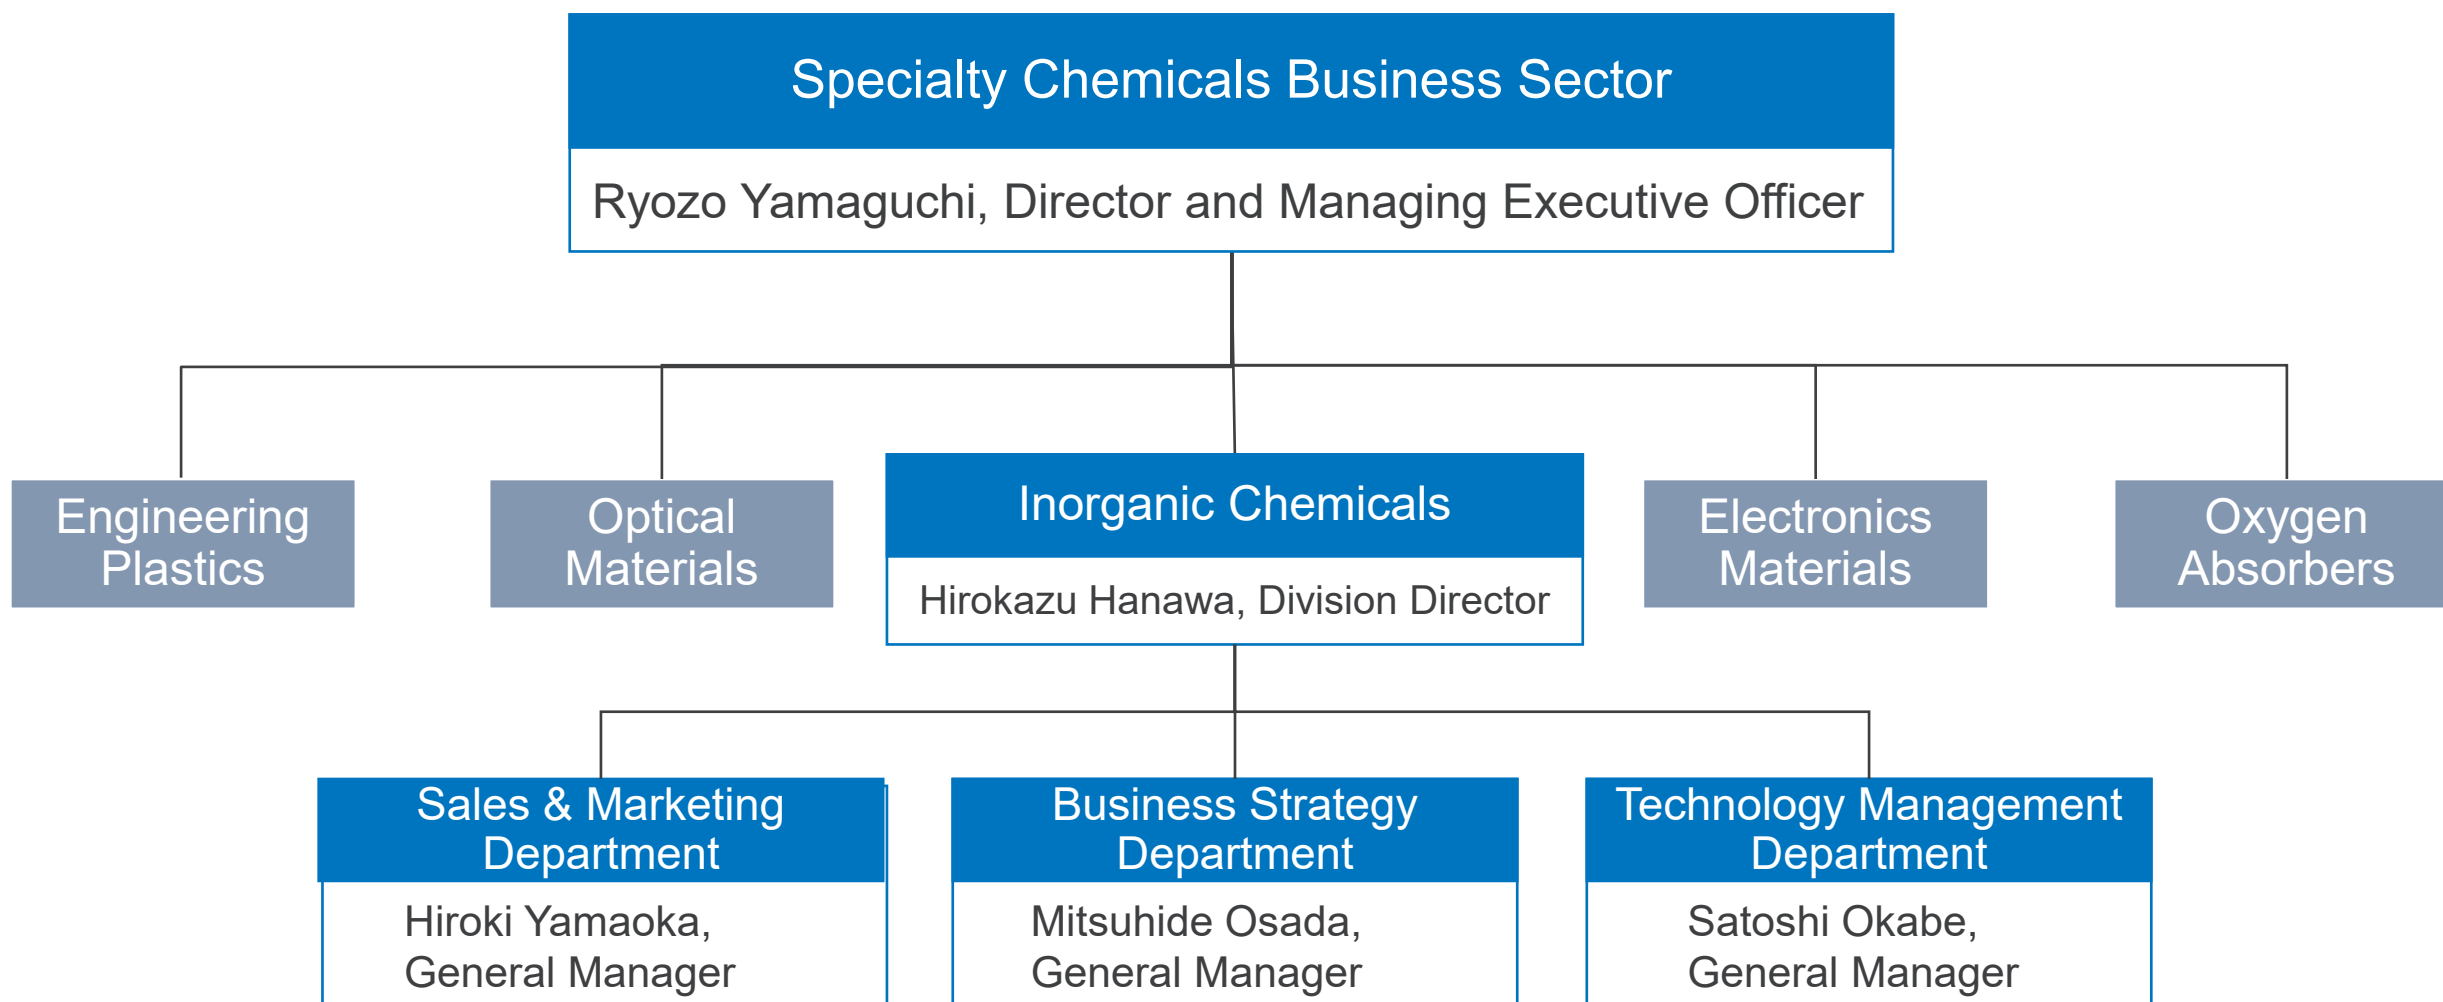 Specialty Chemicals Business Sector
Ryozo Yamaguchi, Director and Managing Executive Officer
Engineering
Plastics
Optical
Materials
Inorganic Chemicals
Hirokazu Hanawa, Division Director
Electronics
Materials
Oxygen
Absorbers
Sales & Marketing
Department
Hiroki Yamaoka,
General Manager
Business Strategy
Department
Mitsuhide Osada,
General Manager
Technology Management
Department
Satoshi Okabe,
General Manager